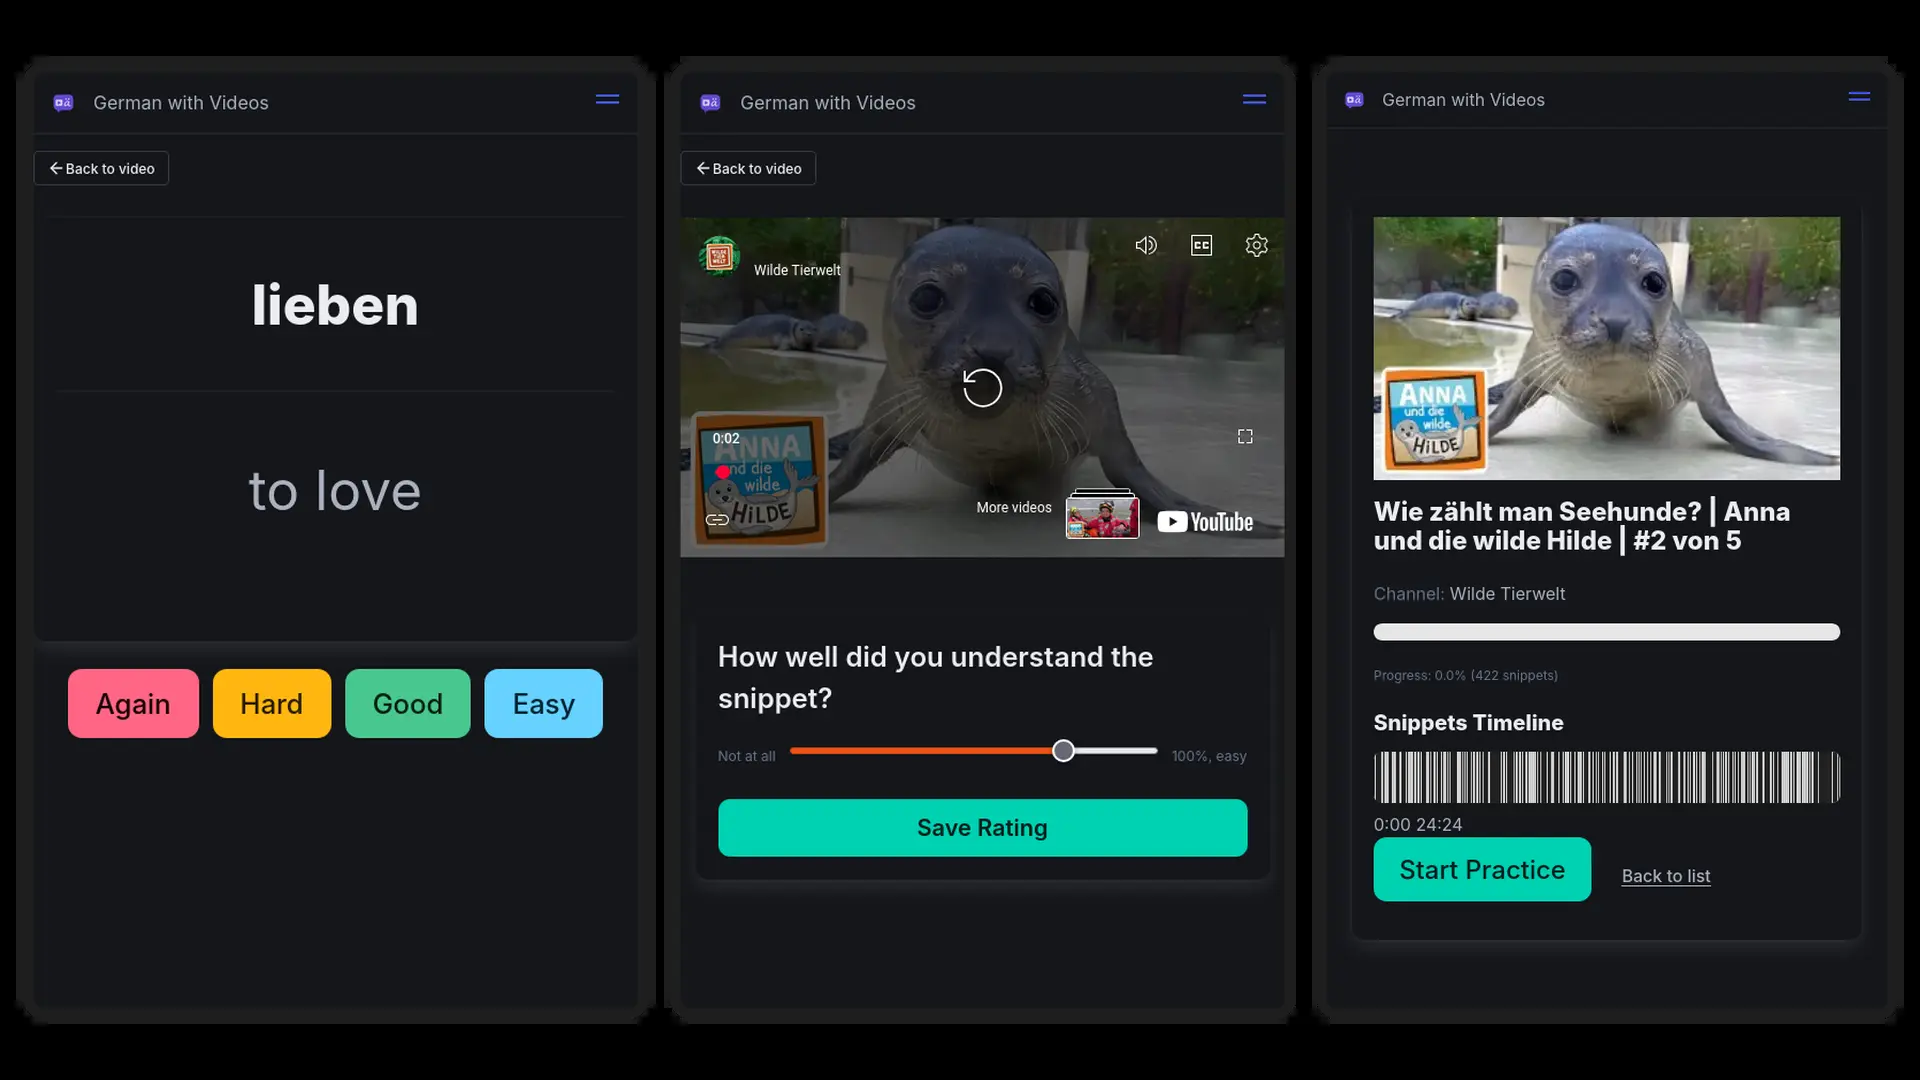 German with Videos
Back to video
lieben
to love
Again
Hard
Good
Easy
German with Videos
Back to video
WILDE
TIER
WELT
Wilde Tierwelt
CC
0:02
ANNA
und die
wilde
HILDE
More videos
YouTube
How well did you understand the
snippet?
Not at all
100%, easy
Save Rating
German with Videos
ANNA
und die
wilde
HILDE
Wie zählt man Seehunde? | Anna
und die wilde Hilde | #2 von 5
Channel: Wilde Tierwelt
Progress: 0.0% (422 snippets)
Snippets Timeline
0:00 24:24
Start Practice
Back to list